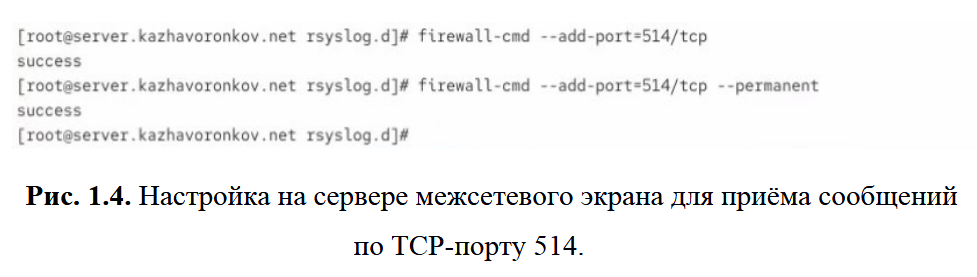 [root@server.kazhavoronkov.net rsyslog.d]# firewall-cmd --add-port=514/tcp
success
[root@server.kazhavoronkov.net rsyslog.d]# firewall-cmd --add-port=514/tcp --permanent
success
[root@server.kazhavoronkov.net rsyslog.d]#
Рис. 1.4. Настройка на сервере межсетевого экрана для приёма сообщений
по TCP-порту 514.